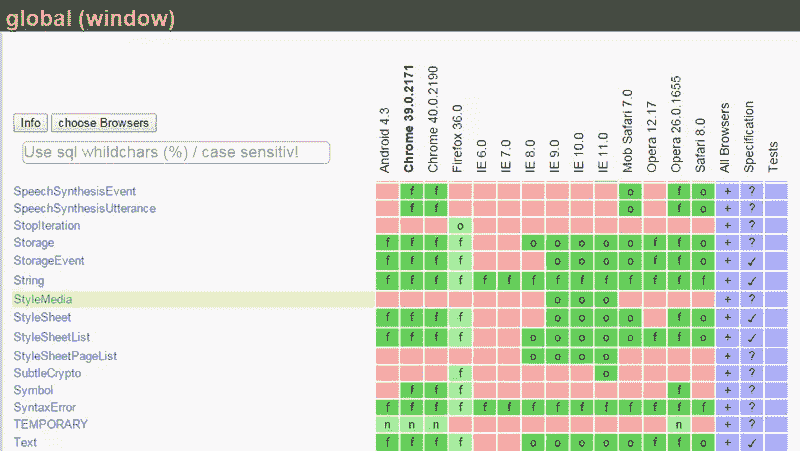 global (window)
Info choose Browsers
Use sql whildchars (%) / case sensitiv!
Android 4.3
Chrome 39.0.2171
Chrome 40.0.2190
Firefox 36.0
IE 6.0
IE 7.0
IE 8.0
IE 9.0
IE 10.0
IE 11.0
Mob Safari 7.0
Opera 12.17
Opera 26.0.1655
Safari 8.0
All Browsers
Specification
Tests
SpeechSynthesisEvent f f o f o + ?
SpeechSynthesisUtterance f f o f o + ?
StopIteration o + ?
Storage f f f f o o o o o f f o + ?
StorageEvent f f f f o o o o f f o + ✓
String f f f f f f f f f f f f f f + ✓
StyleMedia o o o + ?
StyleSheet f f f f o o o o f o + ✓
StyleSheetList f f f f o o o o o f f o + ✓
StyleSheetPageList o o o o + ?
SubtleCrypto f o + ?
Symbol f f f f + ?
SyntaxError f f f f f f f f f f f f f f + ?
TEMPORARY n n n n + ?
Text f f f f o o o o o f f o + ✓